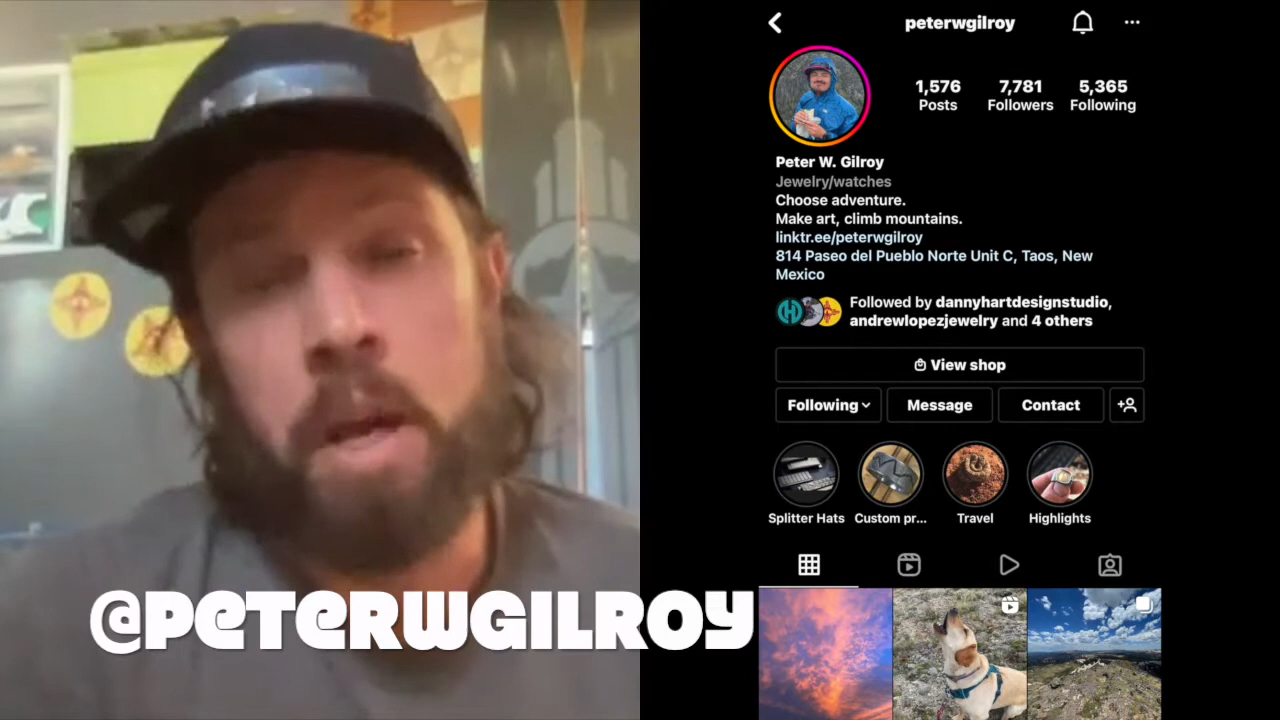 peterwgilroy
1,576
7,781
5,365
Posts
Followers
Following
Peter W. Gilroy
Jewelry/watches
Choose adventure.
Make art, climb mountains.
linktr.ee/peterwgilroy
814 Paseo del Pueblo Norte Unit C, Taos, New
Mexico
Followed by dannyhartdesignstudio,
andrewlopezjewelry and 4 others
View shop
Following
Message
Contact
Splitter Hats
Custom pr...
Travel
Highlights
@PETERWGILROY